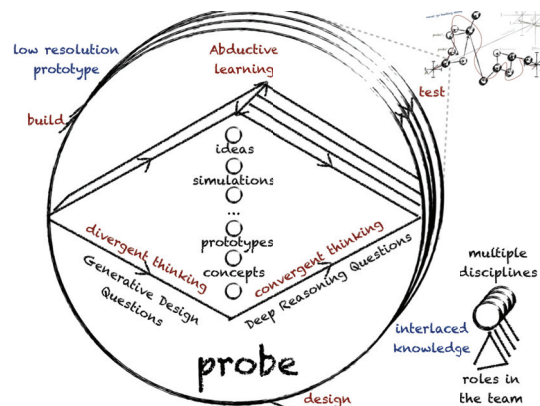 low resolution
prototype
Abductive
learning
test
build
ideas
simulations
...
prototypes
concepts
divergent thinking
Generative Design
Questions
convergent thinking
Deep Reasoning Questions
multiple
disciplines
interlaced
knowledge
roles in
the team
probe
design